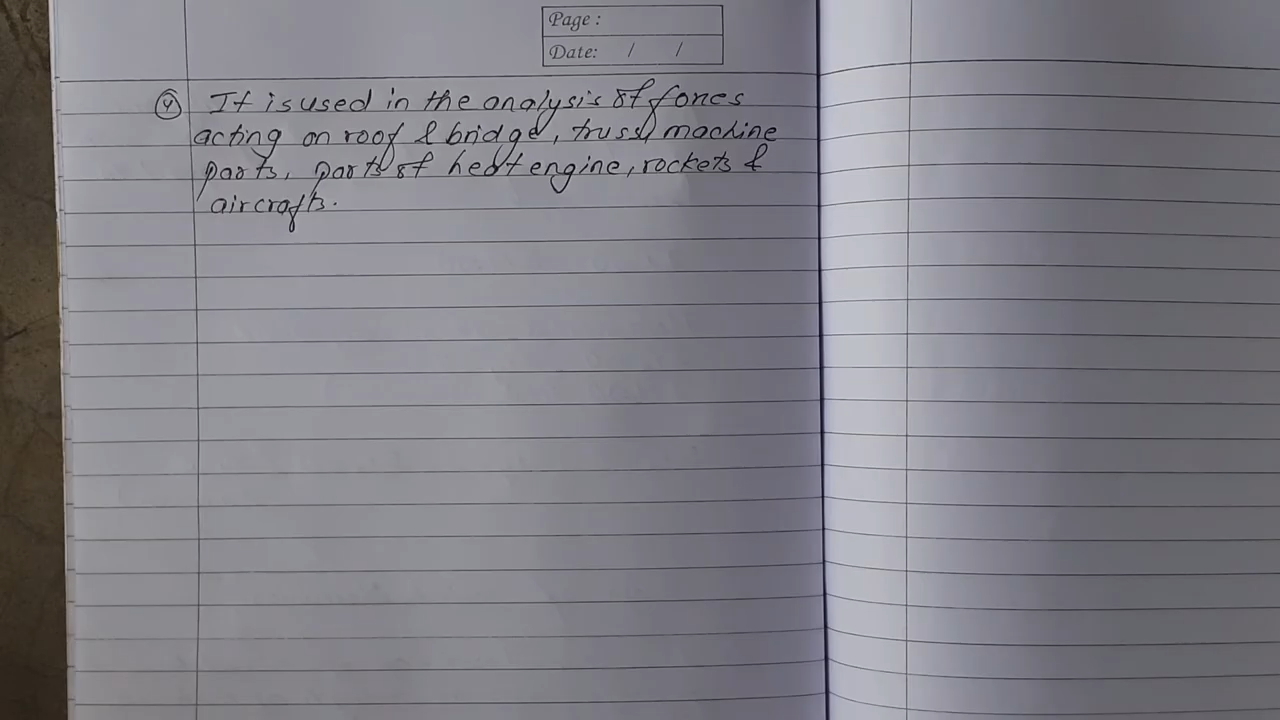 Page :
Date: / /
④ It is used in the analysis of forces
acting on roof & bridge, truss, machine
parts, parts of heat engine, rockets &
aircrafts.